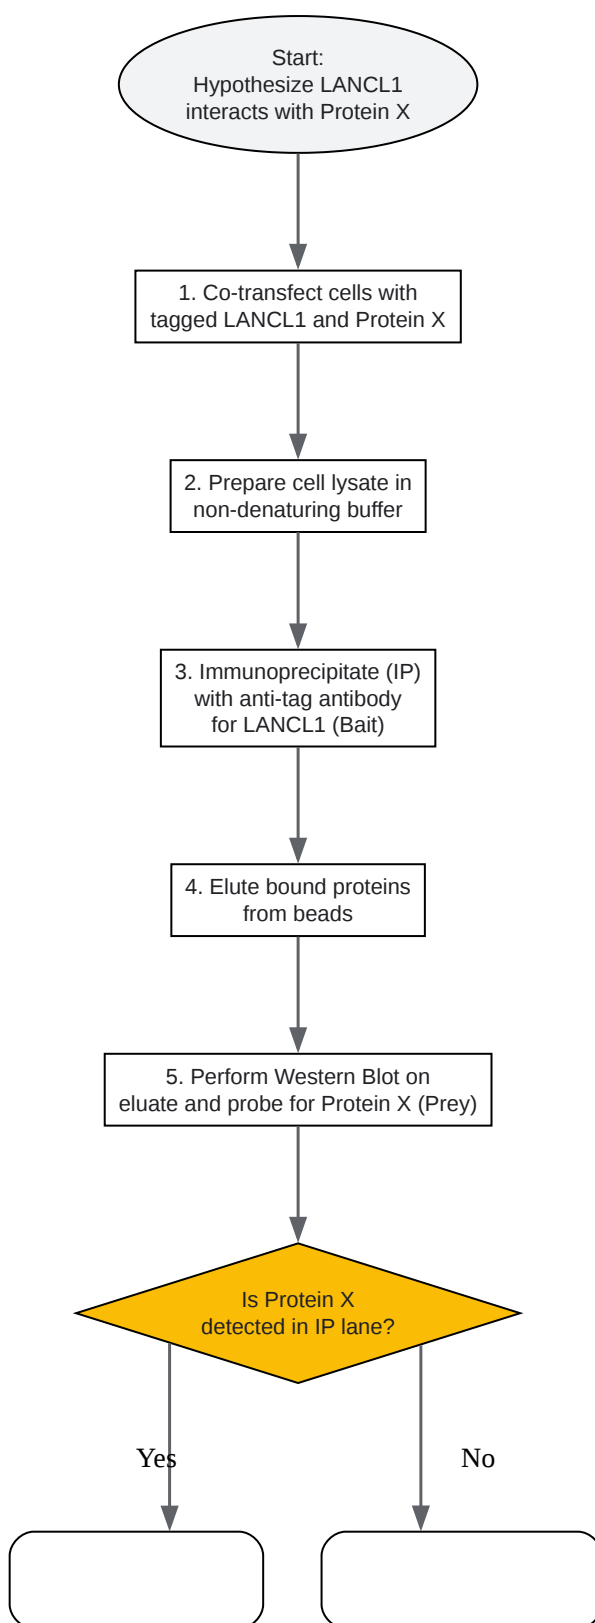 Start:
Hypothesize LANCL1
interacts with Protein X
1. Co-transfect cells with
tagged LANCL1 and Protein X
2. Prepare cell lysate in
non-denaturing buffer
3. Immunoprecipitate (IP)
with anti-tag antibody
for LANCL1 (Bait)
4. Elute bound proteins
from beads
5. Perform Western Blot on
eluate and probe for Protein X (Prey)
Is Protein X
detected in IP lane?
Yes
No